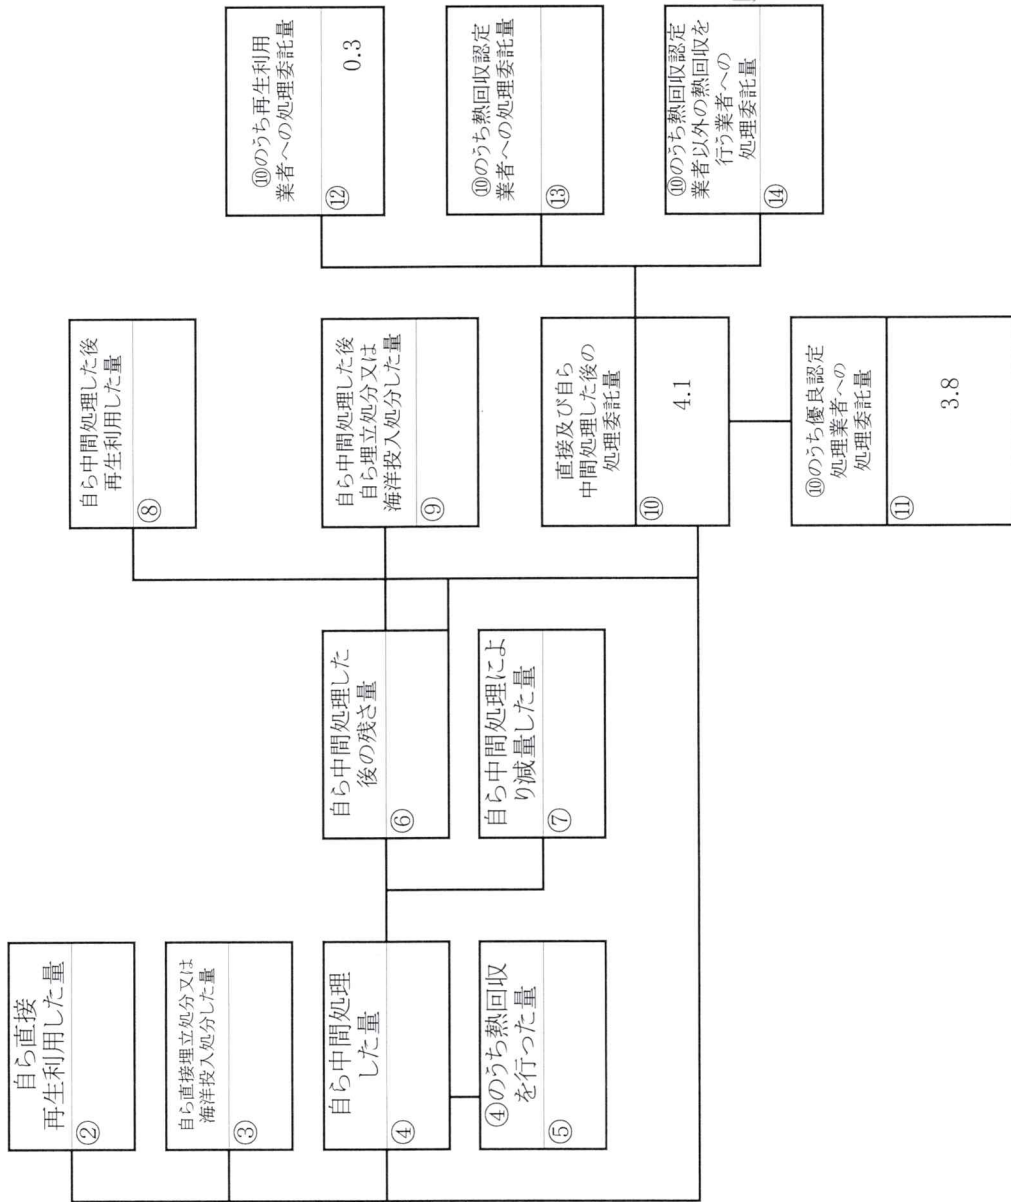 自ら直接
再生利用した量
②
自ら直接埋立処分又は
海洋投入処分した量
③
自ら中間処理
した量
④
④のうち熱回収
を行った量
⑤
自ら中間処理した
後の残さ量
⑥
自ら中間処理によ
り減量した量
⑦
自ら中間処理した後
再生利用した量
⑧
自ら中間処理した後
自ら埋立処分又は
海洋投入処分した量
⑨
直接及び自ら
中間処理した後の
処理委託量
⑩
4.1
⑩のうち優良認定
処理業者への
処理委託量
⑪
3.8
⑩のうち再生利用
業者への処理委託量
⑫
0.3
⑩のうち熱回収認定
業者への処理委託量
⑬
⑩のうち熱回収認定
業者以外の熱回収を
行う業者への
処理委託量
⑭